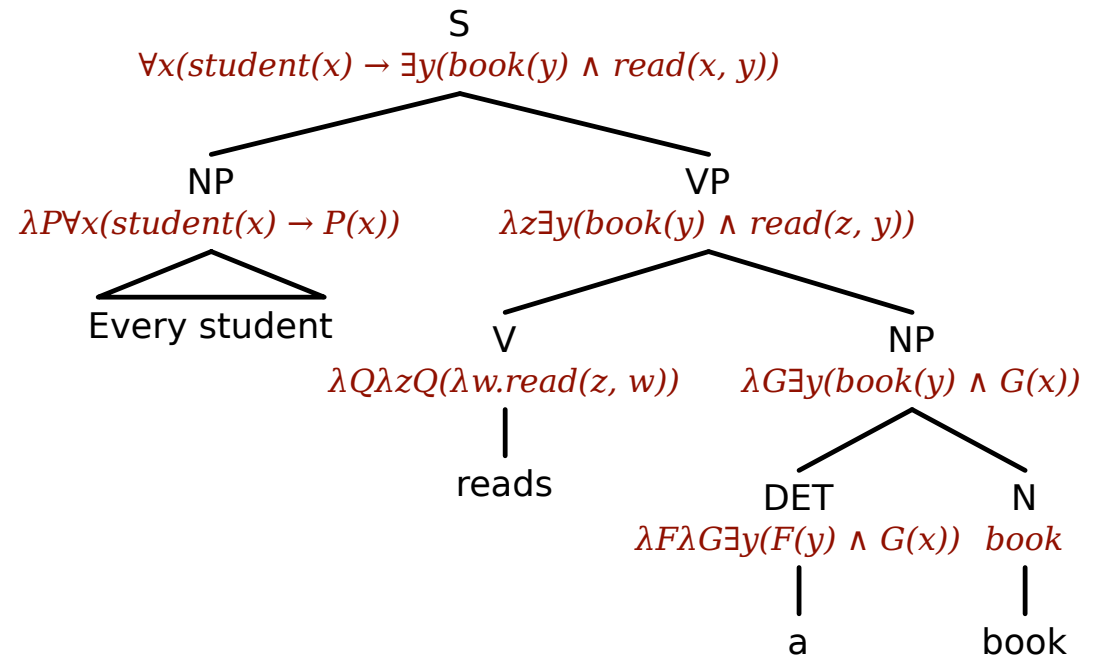 S
∀x(student(x) → ∃y(book(y) ∧ read(x, y))
NP VP
λP∀x(student(x) → P(x)) λz∃y(book(y) ∧ read(z, y))
Every student
V NP
λQλzQ(λw.read(z, w)) λG∃y(book(y) ∧ G(x))
reads
DET N
λFλG∃y(F(y) ∧ G(x)) book
a book